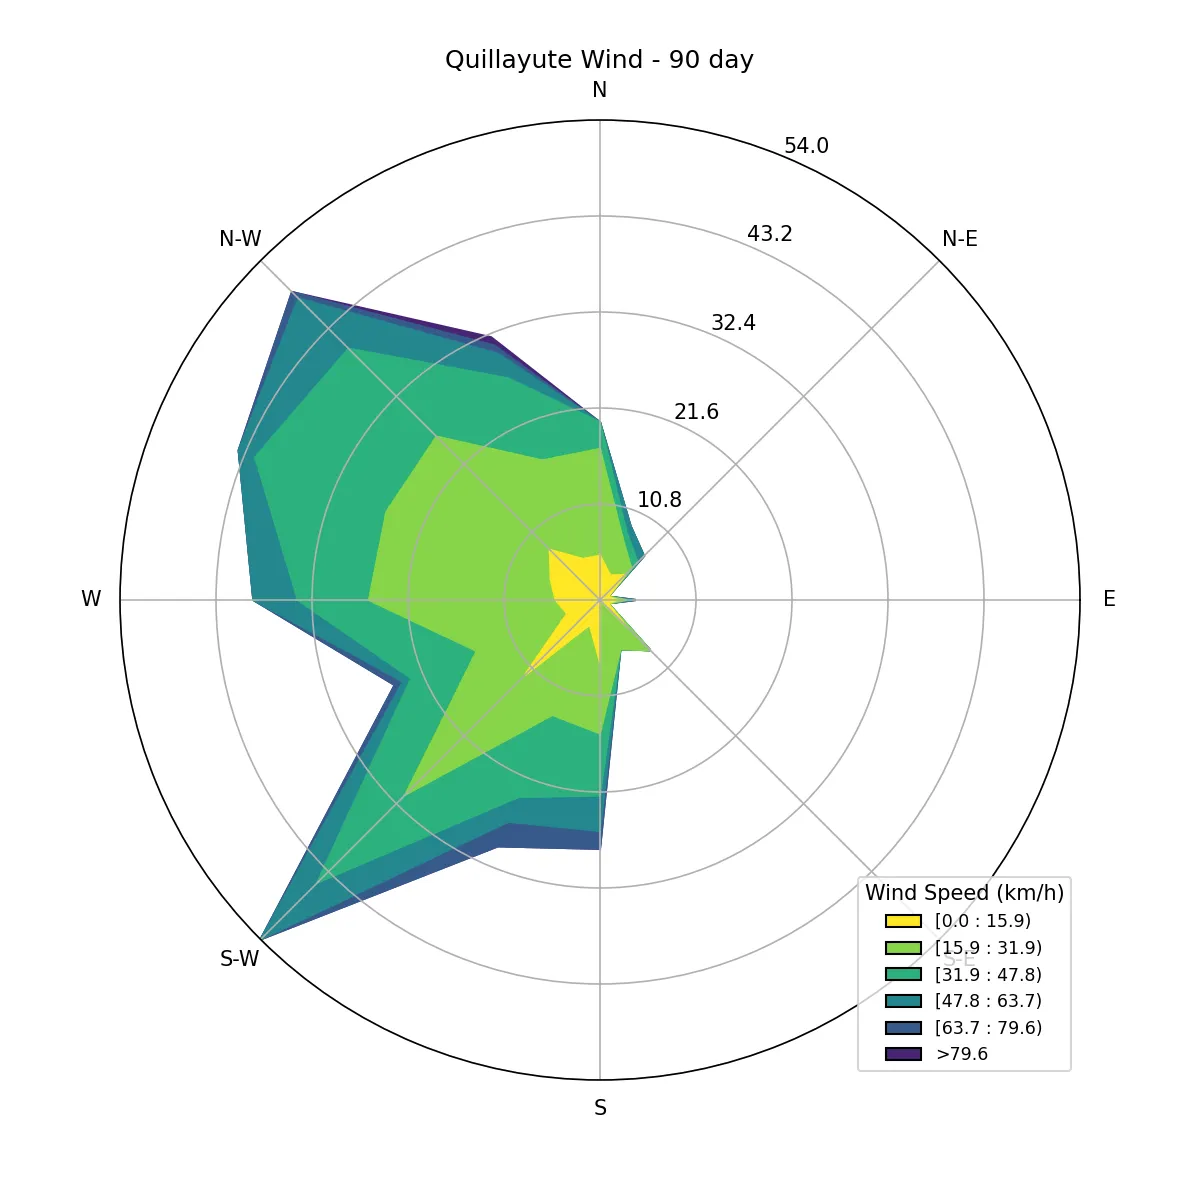 Quillayute Wind - 90 day
N
54.0
N-W
43.2
N-E
32.4
21.6
10.8
W
E
S-W
S-E
S
Wind Speed (km/h)
[0.0 : 15.9)
[15.9 : 31.9)
[31.9 : 47.8)
[47.8 : 63.7)
[63.7 : 79.6)
>79.6